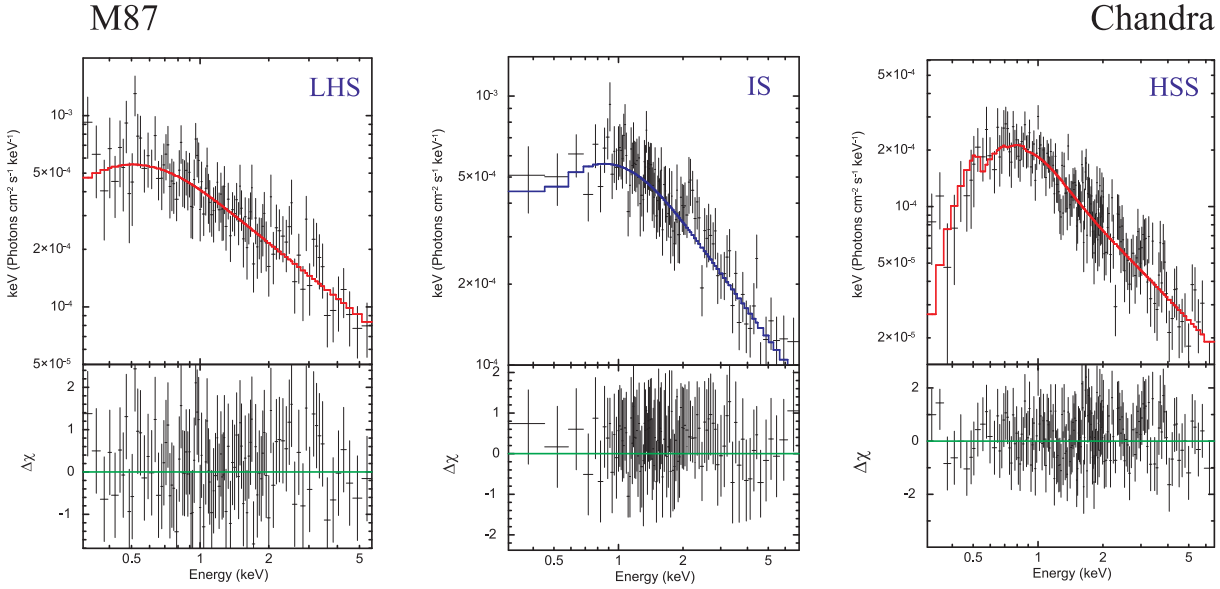 M87
Chandra
LHS
keV (Photons cm⁻² s⁻¹ keV⁻¹)
10⁻³
5×10⁻⁴
2×10⁻⁴
10⁻⁴
5×10⁻⁵
Δχ
2
1
0
-1
0.5 1 2 5
Energy (keV)
IS
keV (Photons cm⁻² s⁻¹ keV⁻¹)
10⁻³
5×10⁻⁴
2×10⁻⁴
10⁻⁴
Δχ
2
1
0
-1
-2
0.5 1 2 5
Energy (keV)
HSS
keV (Photons cm⁻² s⁻¹ keV⁻¹)
5×10⁻⁴
2×10⁻⁴
10⁻⁴
5×10⁻⁵
2×10⁻⁵
Δχ
2
0
-2
0.5 1 2 5
Energy (keV)